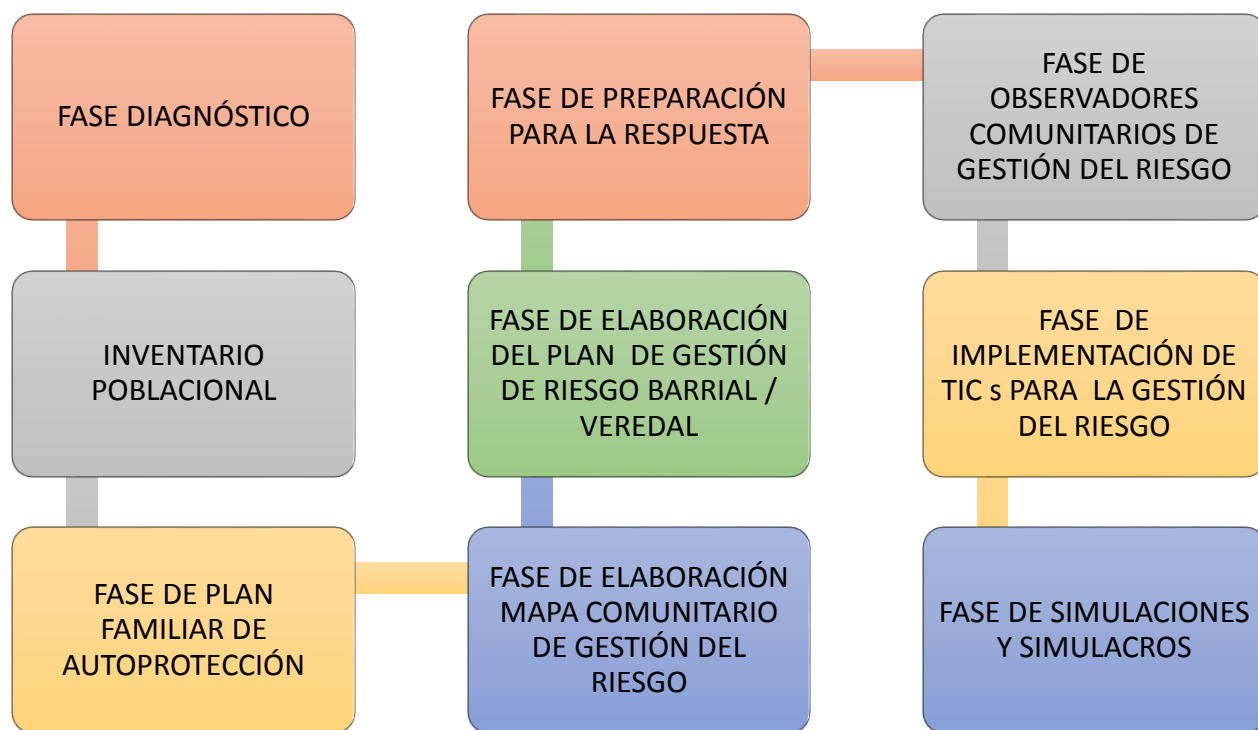 FASE DIAGNÓSTICO
INVENTARIO
POBLACIONAL
FASE DE PLAN
FAMILIAR DE
AUTOPROTECCIÓN
FASE DE ELABORACIÓN
MAPA COMUNITARIO
DE GESTIÓN DEL
RIESGO
FASE DE ELABORACIÓN
DEL PLAN DE GESTIÓN
DE RIESGO BARRIAL /
VEREDAL
FASE DE PREPARACIÓN
PARA LA RESPUESTA
FASE DE
OBSERVADORES
COMUNITARIOS DE
GESTIÓN DEL RIESGO
FASE DE
IMPLEMENTACIÓN DE
TIC s PARA LA GESTIÓN
DEL RIESGO
FASE DE SIMULACIONES
Y SIMULACROS